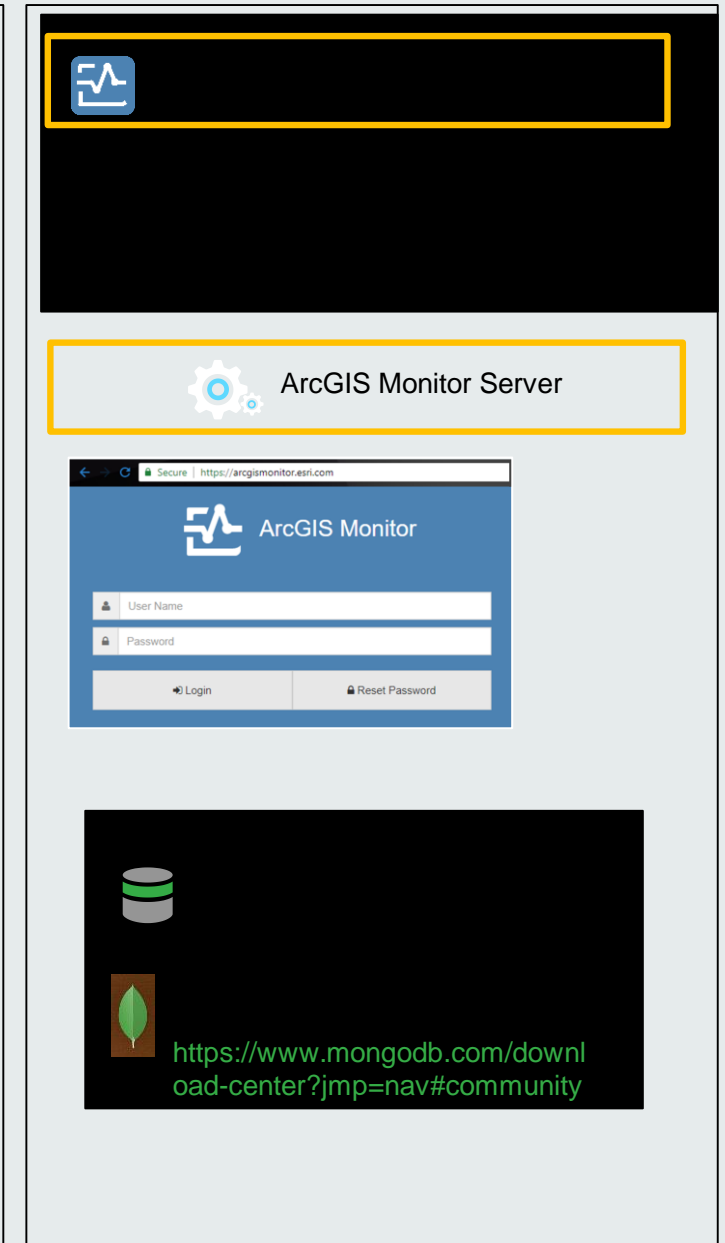 ArcGIS Monitor Server
Secure | https://arcgismonitor.esri.com
ArcGIS Monitor
User Name
Password
Login
Reset Password
https://www.mongodb.com/downl
oad-center?jmp=nav#community